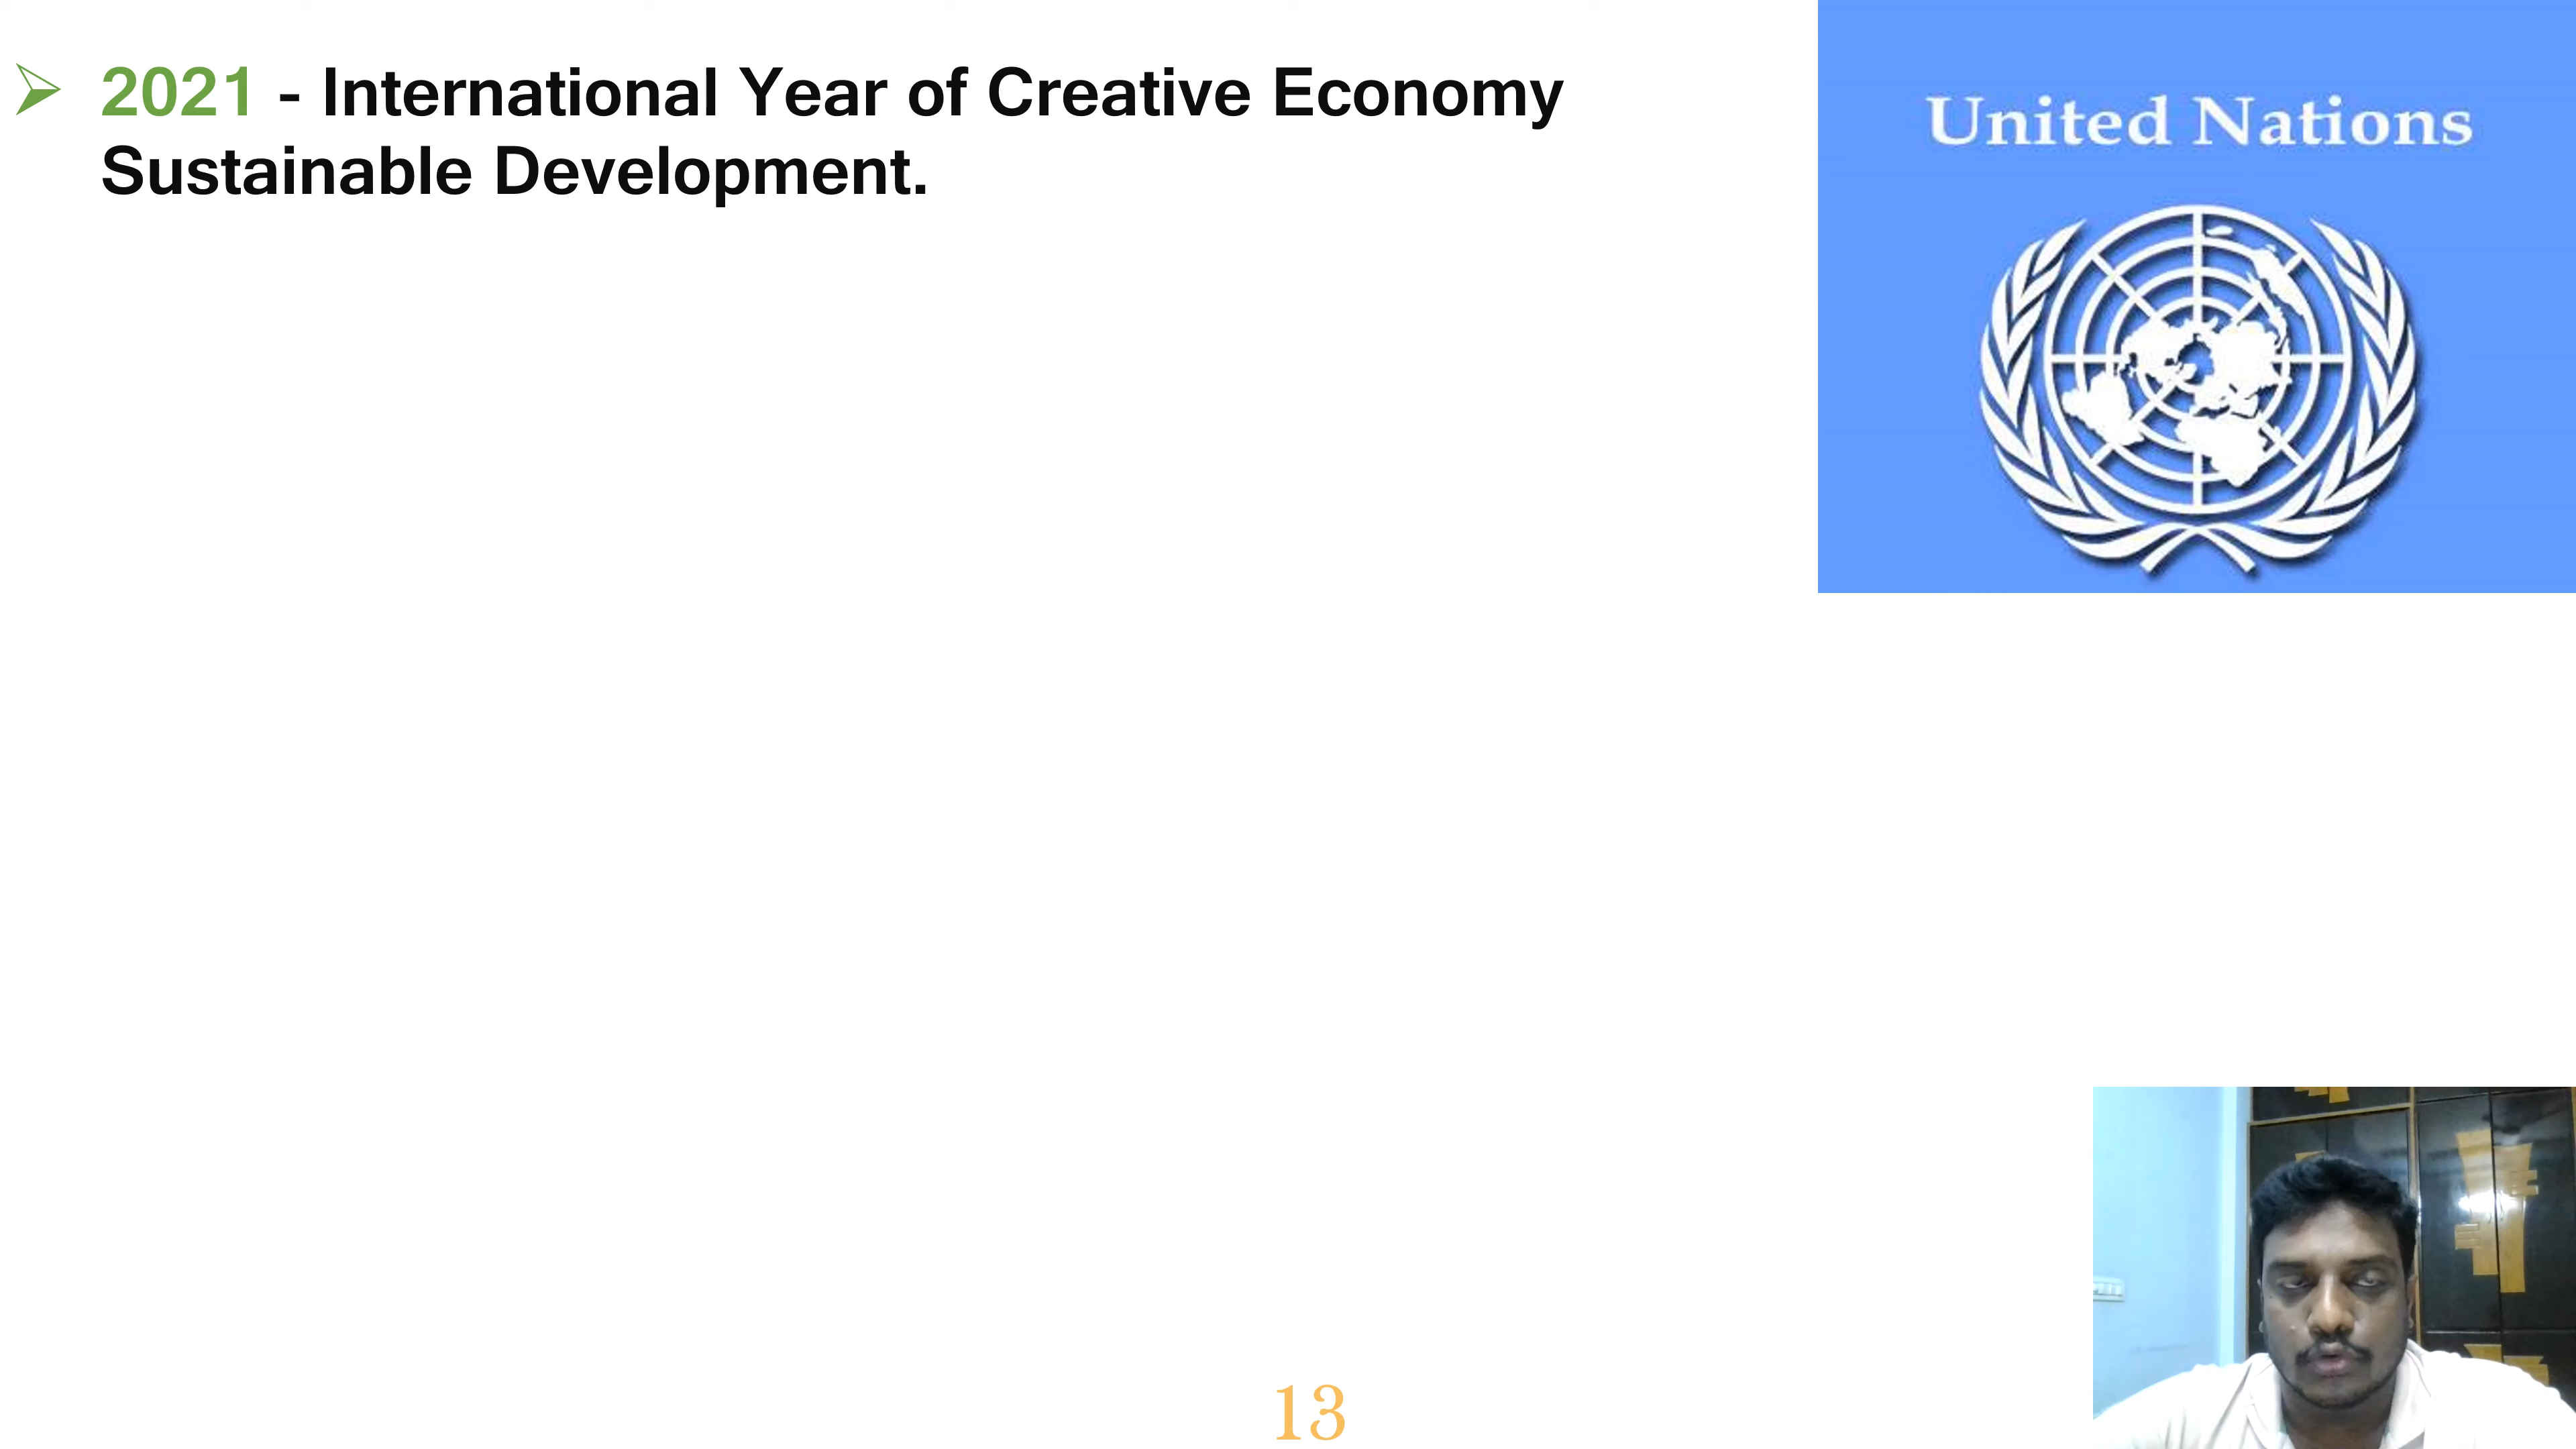 2021 - International Year of Creative Economy
Sustainable Development.
United Nations
13